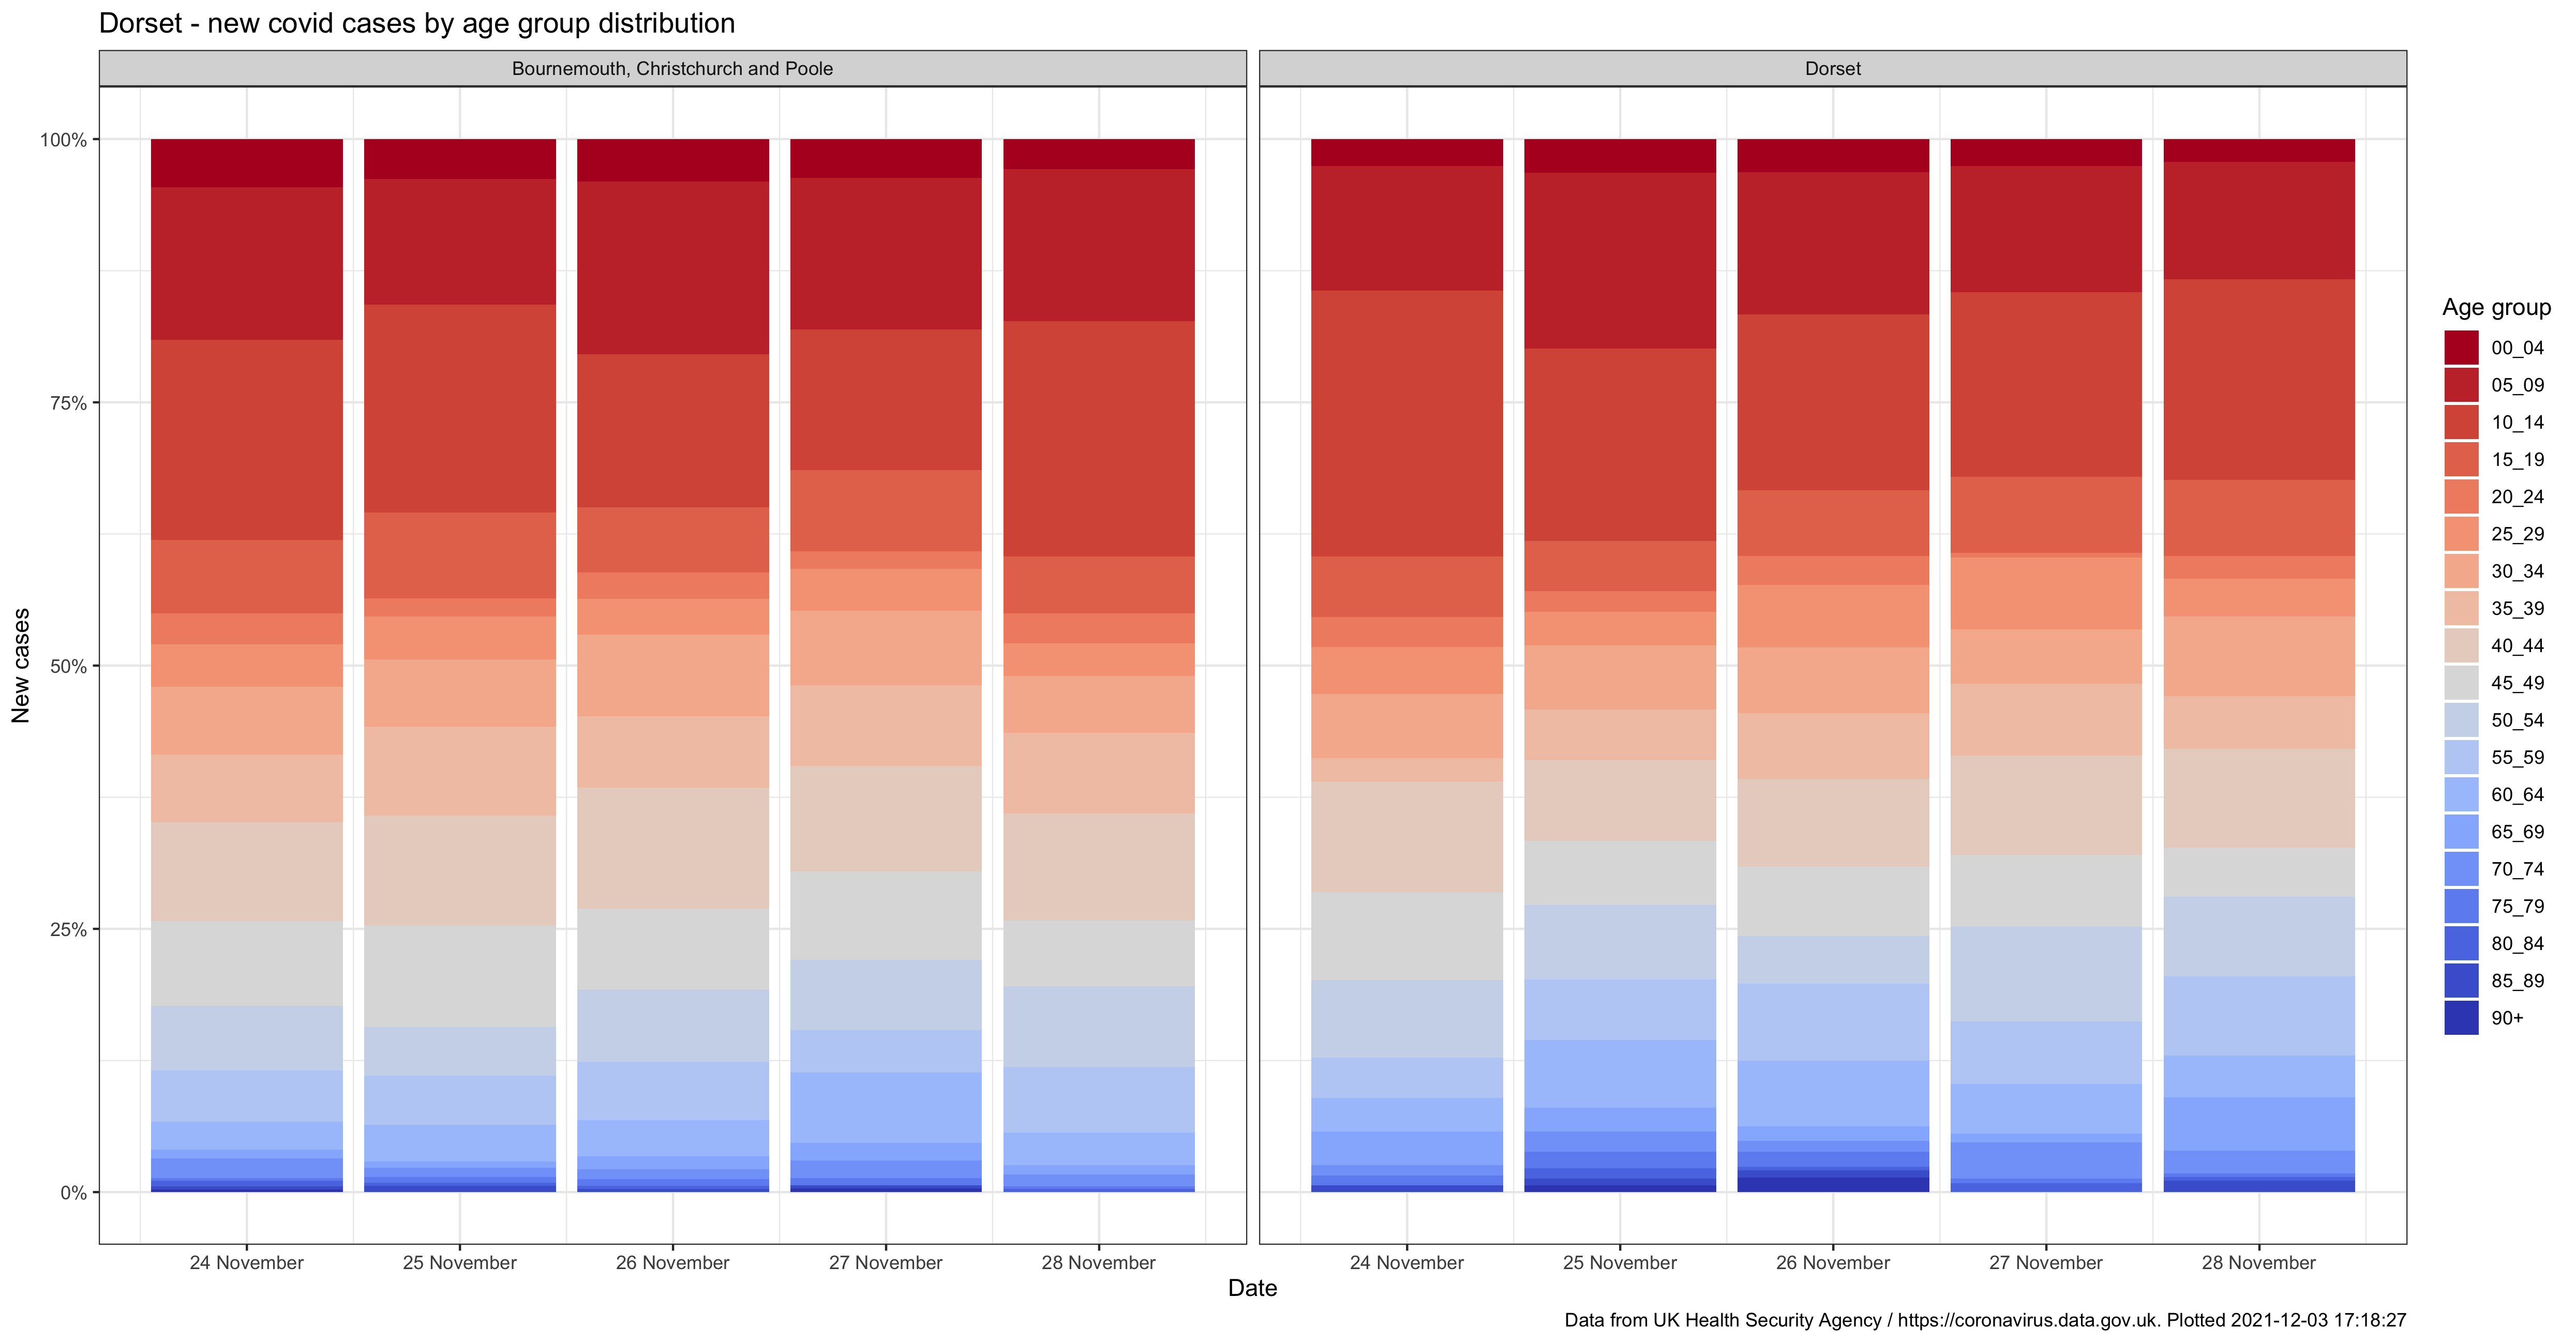 Dorset - new covid cases by age group distribution
Bournemouth, Christchurch and Poole
Dorset
100%
75%
50%
25%
0%
New cases
24 November
25 November
26 November
27 November
28 November
24 November
25 November
26 November
27 November
28 November
Date
Age group
00_04
05_09
10_14
15_19
20_24
25_29
30_34
35_39
40_44
45_49
50_54
55_59
60_64
65_69
70_74
75_79
80_84
85_89
90+
Data from UK Health Security Agency / https://coronavirus.data.gov.uk. Plotted 2021-12-03 17:18:27